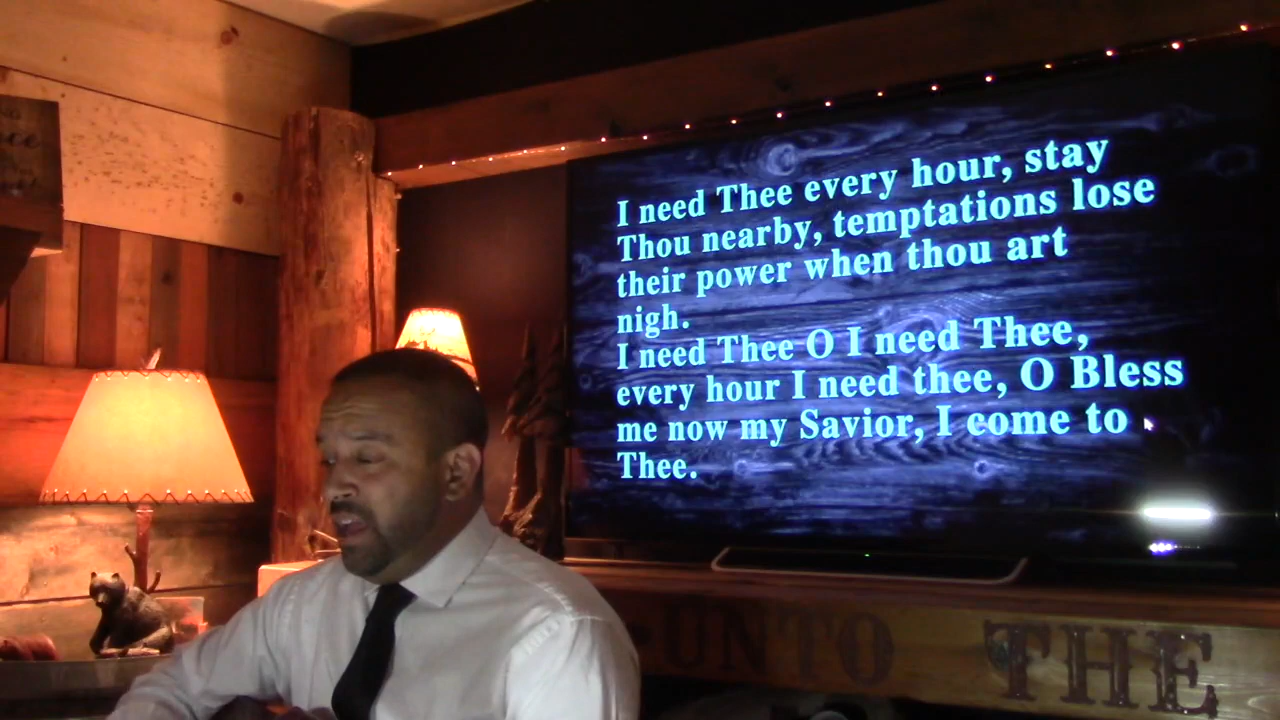 I need Thee every hour, stay
Thou nearby, temptations lose
their power when thou art
nigh.
I need Thee O I need Thee,
every hour I need thee, O Bless
me now my Savior, I come to
Thee.
-UNTO THE